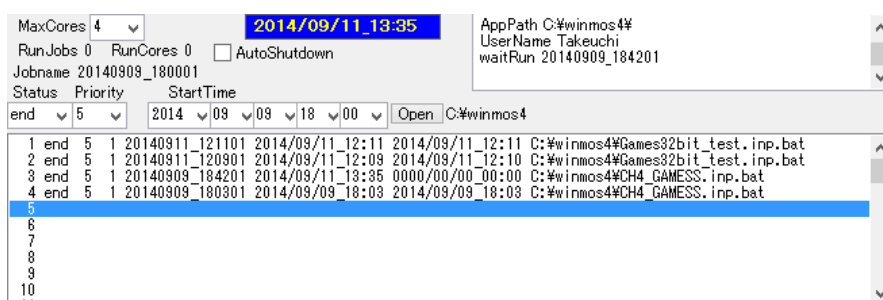 MaxCores 4 2014/09/11_13:35
RunJobs 0 RunCores 0 AutoShutdown
Jobname 20140909_180001
AppPath C:¥winmos4¥
UserName Takeuchi
waitRun 20140909_184201
Status Priority StartTime
end 5 2014 09 09 18 00 Open C:¥winmos4
1 end 5 1 20140911_121101 2014/09/11_12:11 2014/09/11_12:11 C:¥winmos4¥Games32bit_test.inp.bat
2 end 5 1 20140911_120901 2014/09/11_12:09 2014/09/11_12:10 C:¥winmos4¥Games32bit_test.inp.bat
3 end 5 1 20140909_184201 2014/09/11_13:35 0000/00/00_00:00 C:¥winmos4¥CH4_GAMESS.inp.bat
4 end 5 1 20140909_180301 2014/09/09_18:03 2014/09/09_18:03 C:¥winmos4¥CH4_GAMESS.inp.bat
5
6
7
8
9
10